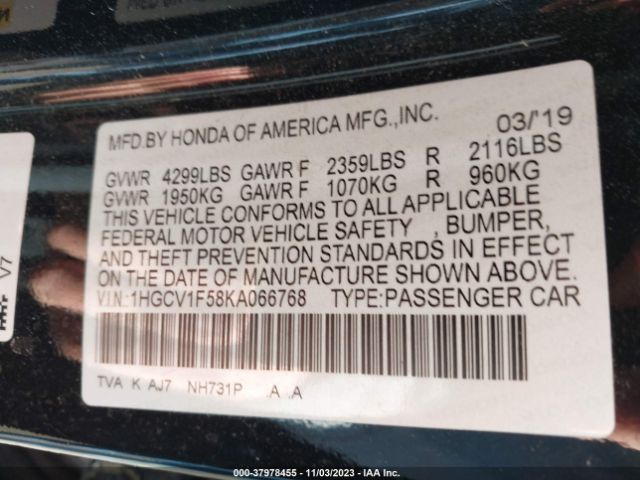 MFD.BY HONDA OF AMERICA MFG.,INC. 03/'19
GVWR 4299LBS GAWR F 2359LBS R 2116LBS
GVWR 1950KG GAWR F 1070KG R 960KG
THIS VEHICLE CONFORMS TO ALL APPLICABLE
FEDERAL MOTOR VEHICLE SAFETY , BUMPER,
AND THEFT PREVENTION STANDARDS IN EFFECT
ON THE DATE OF MANUFACTURE SHOWN ABOVE.
VIN:1HGCV1F58KA066768 TYPE:PASSENGER CAR
TVA K AJ7 NH731P .A .A
V7
000-37978455 - 11/03/2023 - IAA Inc.